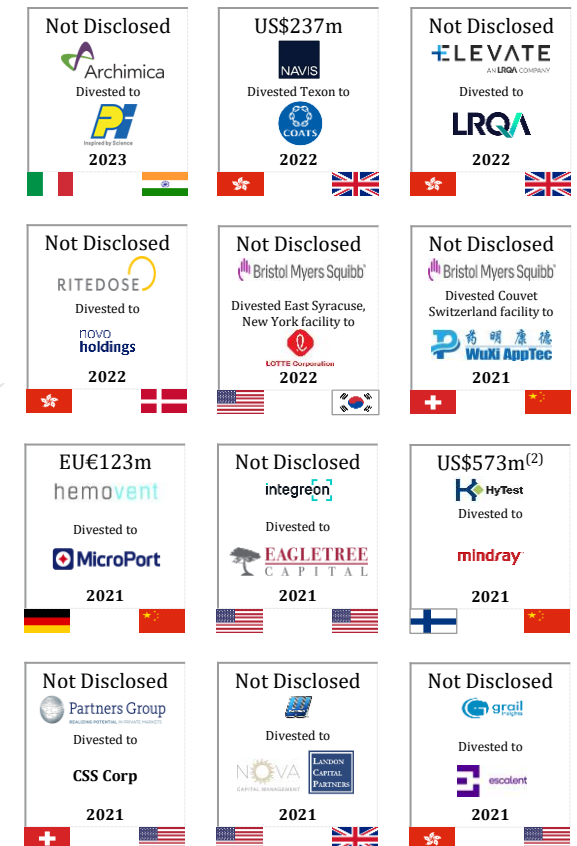 Not Disclosed
Archimica
Divested to
Pi
Inspired by Science
2023
US$237m
NAVIS
Divested Texon to
COATS
2022
Not Disclosed
ELEVATE
AN LRQA COMPANY
Divested to
LRQA
2022
Not Disclosed
RITEDOSE
Divested to
novo
holdings
2022
Not Disclosed
Bristol Myers Squibb
Divested East Syracuse,
New York facility to
LOTTE Corporation
2022
Not Disclosed
Bristol Myers Squibb
Divested Couvet
Switzerland facility to
药明康德
WuXi AppTec
2021
EU€123m
hemovent
Divested to
MicroPort
2021
Not Disclosed
integreon
Divested to
EAGLETREE
CAPITAL
2021
US$573m(2)
HyTest
Divested to
mindray
2021
Not Disclosed
Partners Group
REALIZING POTENTIAL IN PRIVATE MARKETS
Divested to
CSS Corp
2021
Not Disclosed
Divested to
NOVA
CAPITAL MANAGEMENT
LANDON
CAPITAL
PARTNERS
2021
Not Disclosed
grail
insights
Divested to
escalent
2021